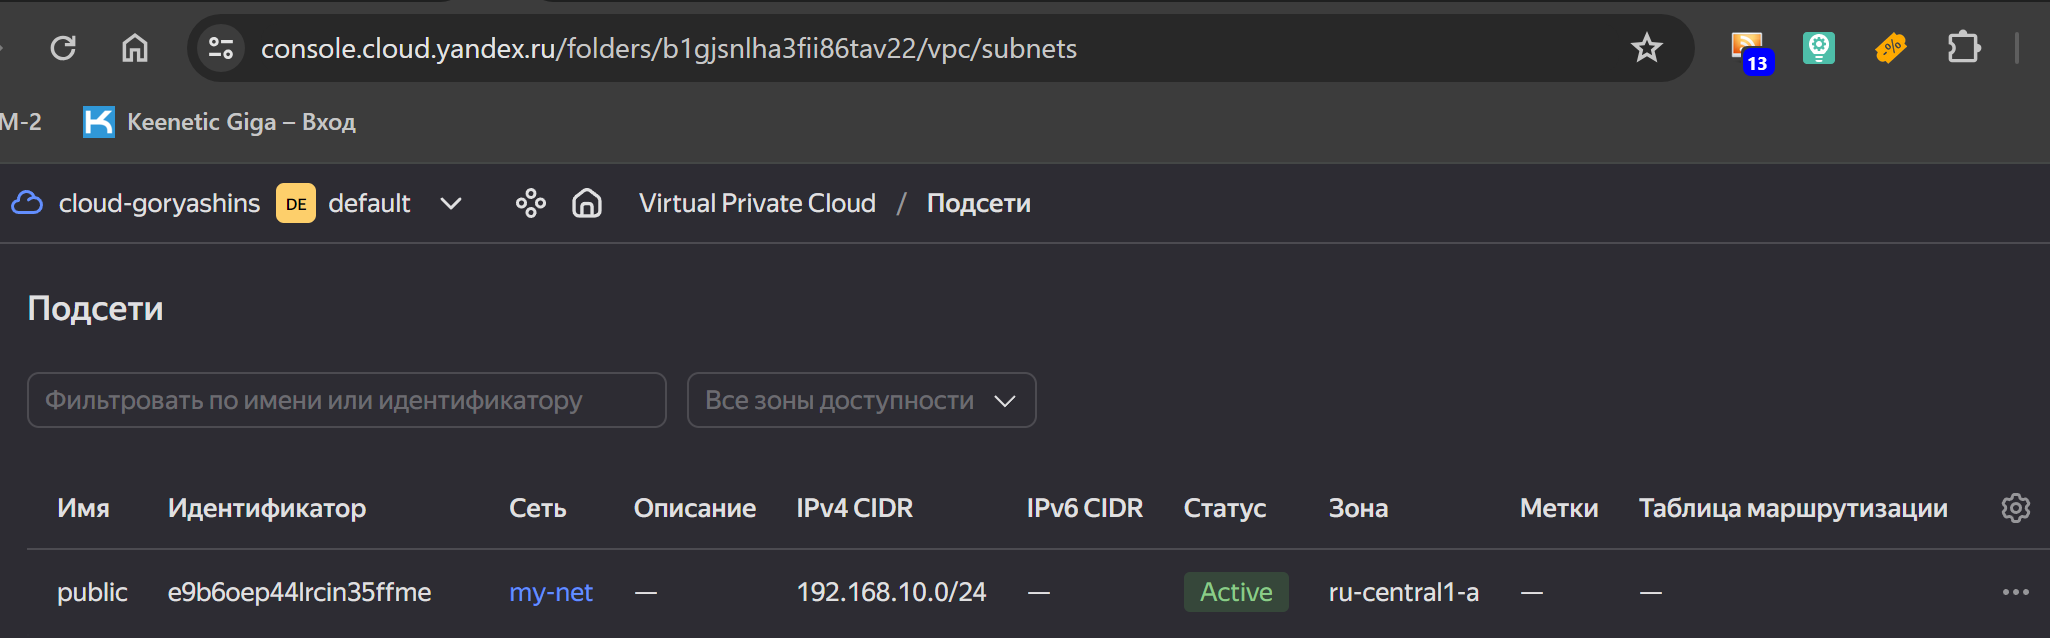 console.cloud.yandex.ru/folders/b1gjsnlha3fii86tav22/vpc/subnets
13
%
M-2 Keenetic Giga – Вход
cloud-goryashins DE default Virtual Private Cloud / Подсети
Подсети
Фильтровать по имени или идентификатору Все зоны доступности
Имя Идентификатор Сеть Описание IPv4 CIDR IPv6 CIDR Статус Зона Метки Таблица маршрутизации
public e9b6oep44lrcin35ffme my-net — 192.168.10.0/24 — Active ru-central1-a — —